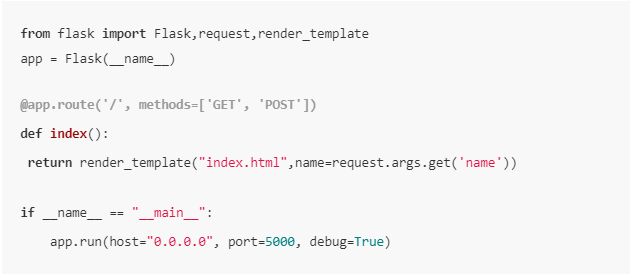 from flask import Flask,request,render_template
app = Flask(__name__)
@app.route('/', methods=['GET', 'POST'])
def index():
 return render_template("index.html",name=request.args.get('name'))
if __name__ == "__main__":
    app.run(host="0.0.0.0", port=5000, debug=True)